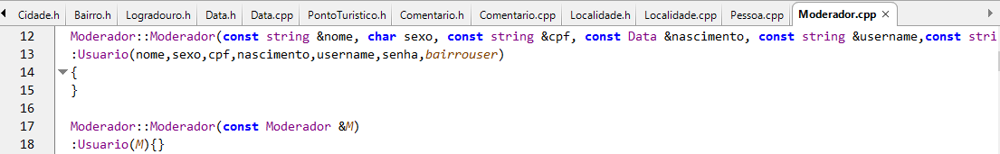 Cidade.h Bairro.h Logradouro.h Data.h Data.cpp PontoTuristico.h Comentario.h Comentario.cpp Localidade.h Localidade.cpp Pessoa.cpp Moderador.cpp ×
12 Moderador::Moderador(const string &nome, char sexo, const string &cpf, const Data &nascimento, const string &username,const stri
13 :Usuario(nome,sexo,cpf,nascimento,username,senha,bairrouser)
14 {
15 }
16
17 Moderador::Moderador(const Moderador &M)
18 :Usuario(M){}